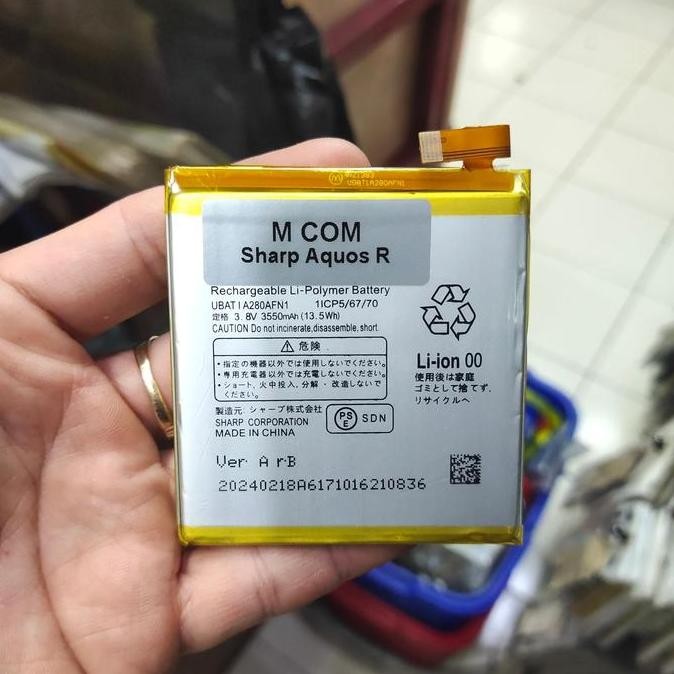 UBATIA280AFN1
M COM
Sharp Aquos R
Rechargeable Li-Polymer Battery
UBAT I A280AFN1 1ICP5/67/70
定格 3.8V 3550mAh (13.5Wh)
CAUTION Do not incinerate,disassemble, short.
⚠ 危険
・指定の機器以外では使用しないでください。
・専用充電器以外では充電しないでください。
・ショート、火中投入、分解・改造しないで
ください。
製造元: シャープ株式会社
SHARP CORPORATION
MADE IN CHINA
PSE SDN
Li-ion 00
使用後は家庭
ゴミとして捨てず、
リサイクルへ
Ver A rB
20240218A6171016210836